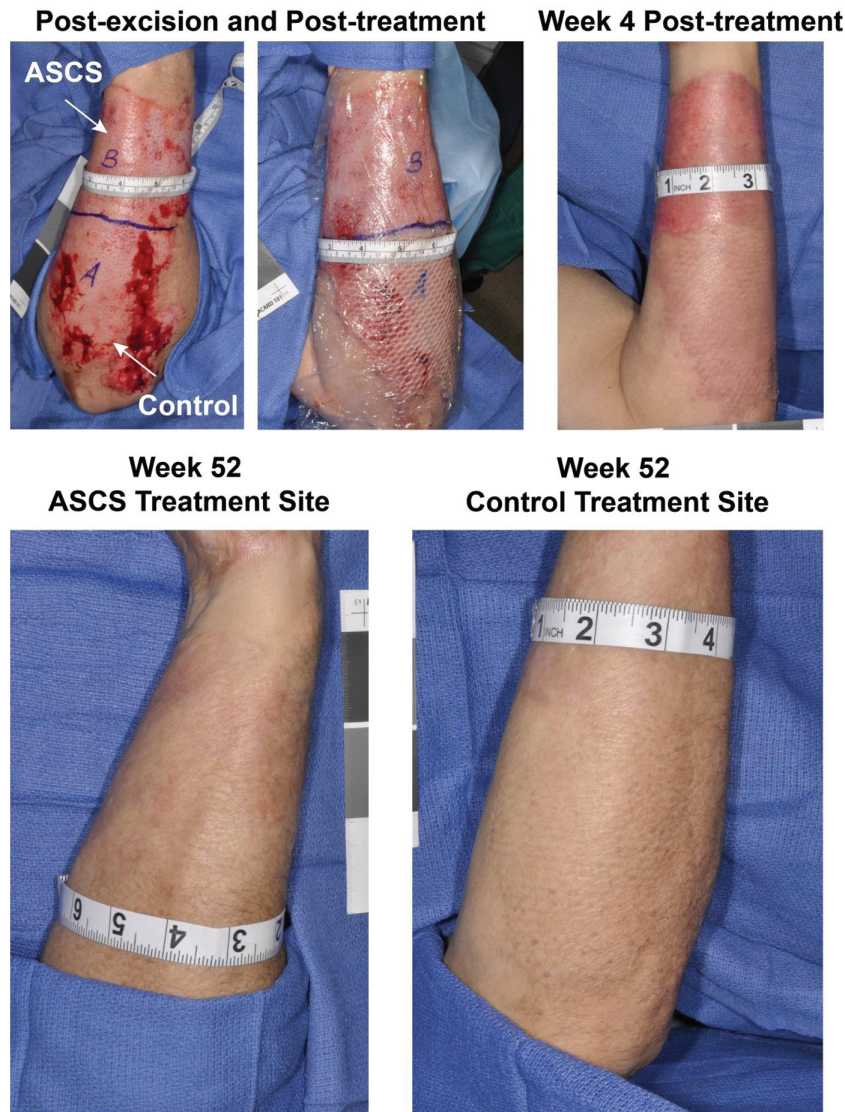 Post-excision and Post-treatment
Week 4 Post-treatment
ASCS
B
A
Control
B
A
1 INCH 2 3
Week 52
ASCS Treatment Site
Week 52
Control Treatment Site
6 5 4 3 2
1 INCH 2 3 4